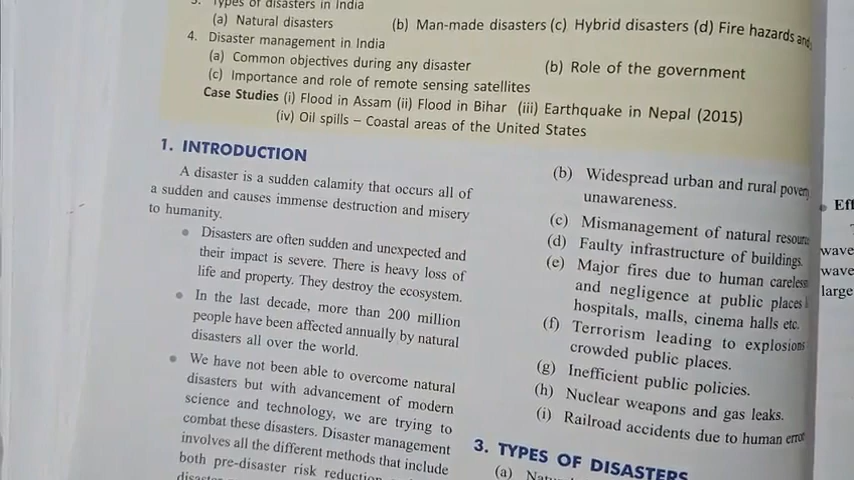 3. Types of disasters in India
(a) Natural disasters (b) Man-made disasters (c) Hybrid disasters (d) Fire hazards and
4. Disaster management in India
(a) Common objectives during any disaster (b) Role of the government
(c) Importance and role of remote sensing satellites
Case Studies (i) Flood in Assam (ii) Flood in Bihar (iii) Earthquake in Nepal (2015)
(iv) Oil spills – Coastal areas of the United States
1. INTRODUCTION
A disaster is a sudden calamity that occurs all of
a sudden and causes immense destruction and misery
to humanity.
• Disasters are often sudden and unexpected and
their impact is severe. There is heavy loss of
life and property. They destroy the ecosystem.
• In the last decade, more than 200 million
people have been affected annually by natural
disasters all over the world.
• We have not been able to overcome natural
disasters but with advancement of modern
science and technology, we are trying to
combat these disasters. Disaster management
involves all the different methods that include
both pre-disaster risk reduction
(b) Widespread urban and rural
unawareness.
(c) Mismanagement of natural
(d) Faulty infrastructure of buildings.
(e) Major fires due to human
and negligence at public places
hospitals, malls, cinema halls etc.
(f) Terrorism leading to explosions
crowded public places.
(g) Inefficient public policies.
(h) Nuclear weapons and gas leaks.
(i) Railroad accidents due to human
3. TYPES OF DISASTERS
(a)
wave
wave
large